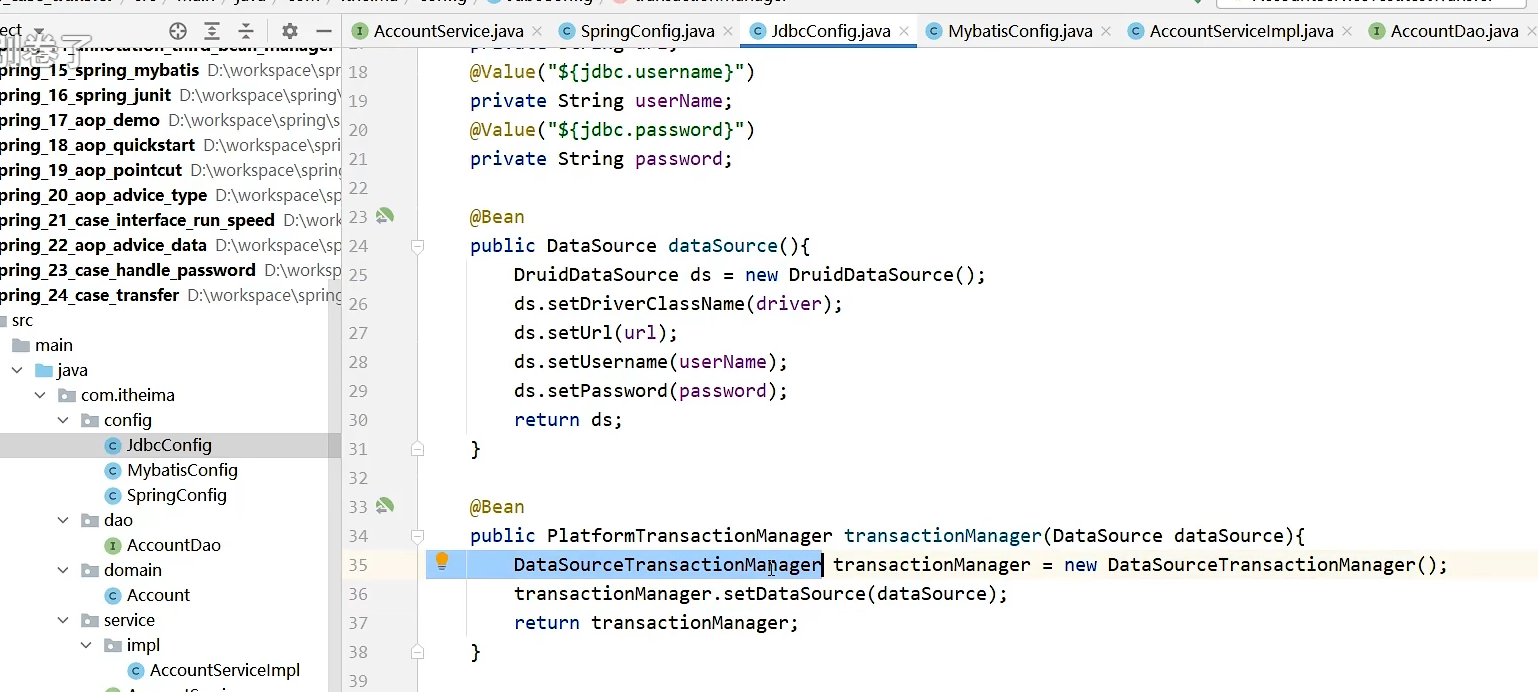 AccountService.java
SpringConfig.java
JdbcConfig.java
MybatisConfig.java
AccountServiceImpl.java
AccountDao.java
pring_15_spring_mybatis D:\workspace\spr
pring_16_spring_junit D:\workspace\spring\
pring_17_aop_demo D:\workspace\spring\s
pring_18_aop_quickstart D:\workspace\spri
pring_19_aop_pointcut D:\workspace\spring
pring_20_aop_advice_type D:\workspace\sp
pring_21_case_interface_run_speed D:\work
pring_22_aop_advice_data D:\workspace\sp
pring_23_case_handle_password D:\worksp
pring_24_case_transfer D:\workspace\spring
src
main
java
com.itheima
config
JdbcConfig
MybatisConfig
SpringConfig
dao
AccountDao
domain
Account
service
impl
AccountServiceImpl
private String url;
18 @Value("${jdbc.username}")
19 private String userName;
20 @Value("${jdbc.password}")
21 private String password;
22
23 @Bean
24 public DataSource dataSource(){
25 DruidDataSource ds = new DruidDataSource();
26 ds.setDriverClassName(driver);
27 ds.setUrl(url);
28 ds.setUsername(userName);
29 ds.setPassword(password);
30 return ds;
31 }
32
33 @Bean
34 public PlatformTransactionManager transactionManager(DataSource dataSource){
35 DataSourceTransactionManager transactionManager = new DataSourceTransactionManager();
36 transactionManager.setDataSource(dataSource);
37 return transactionManager;
38 }
39